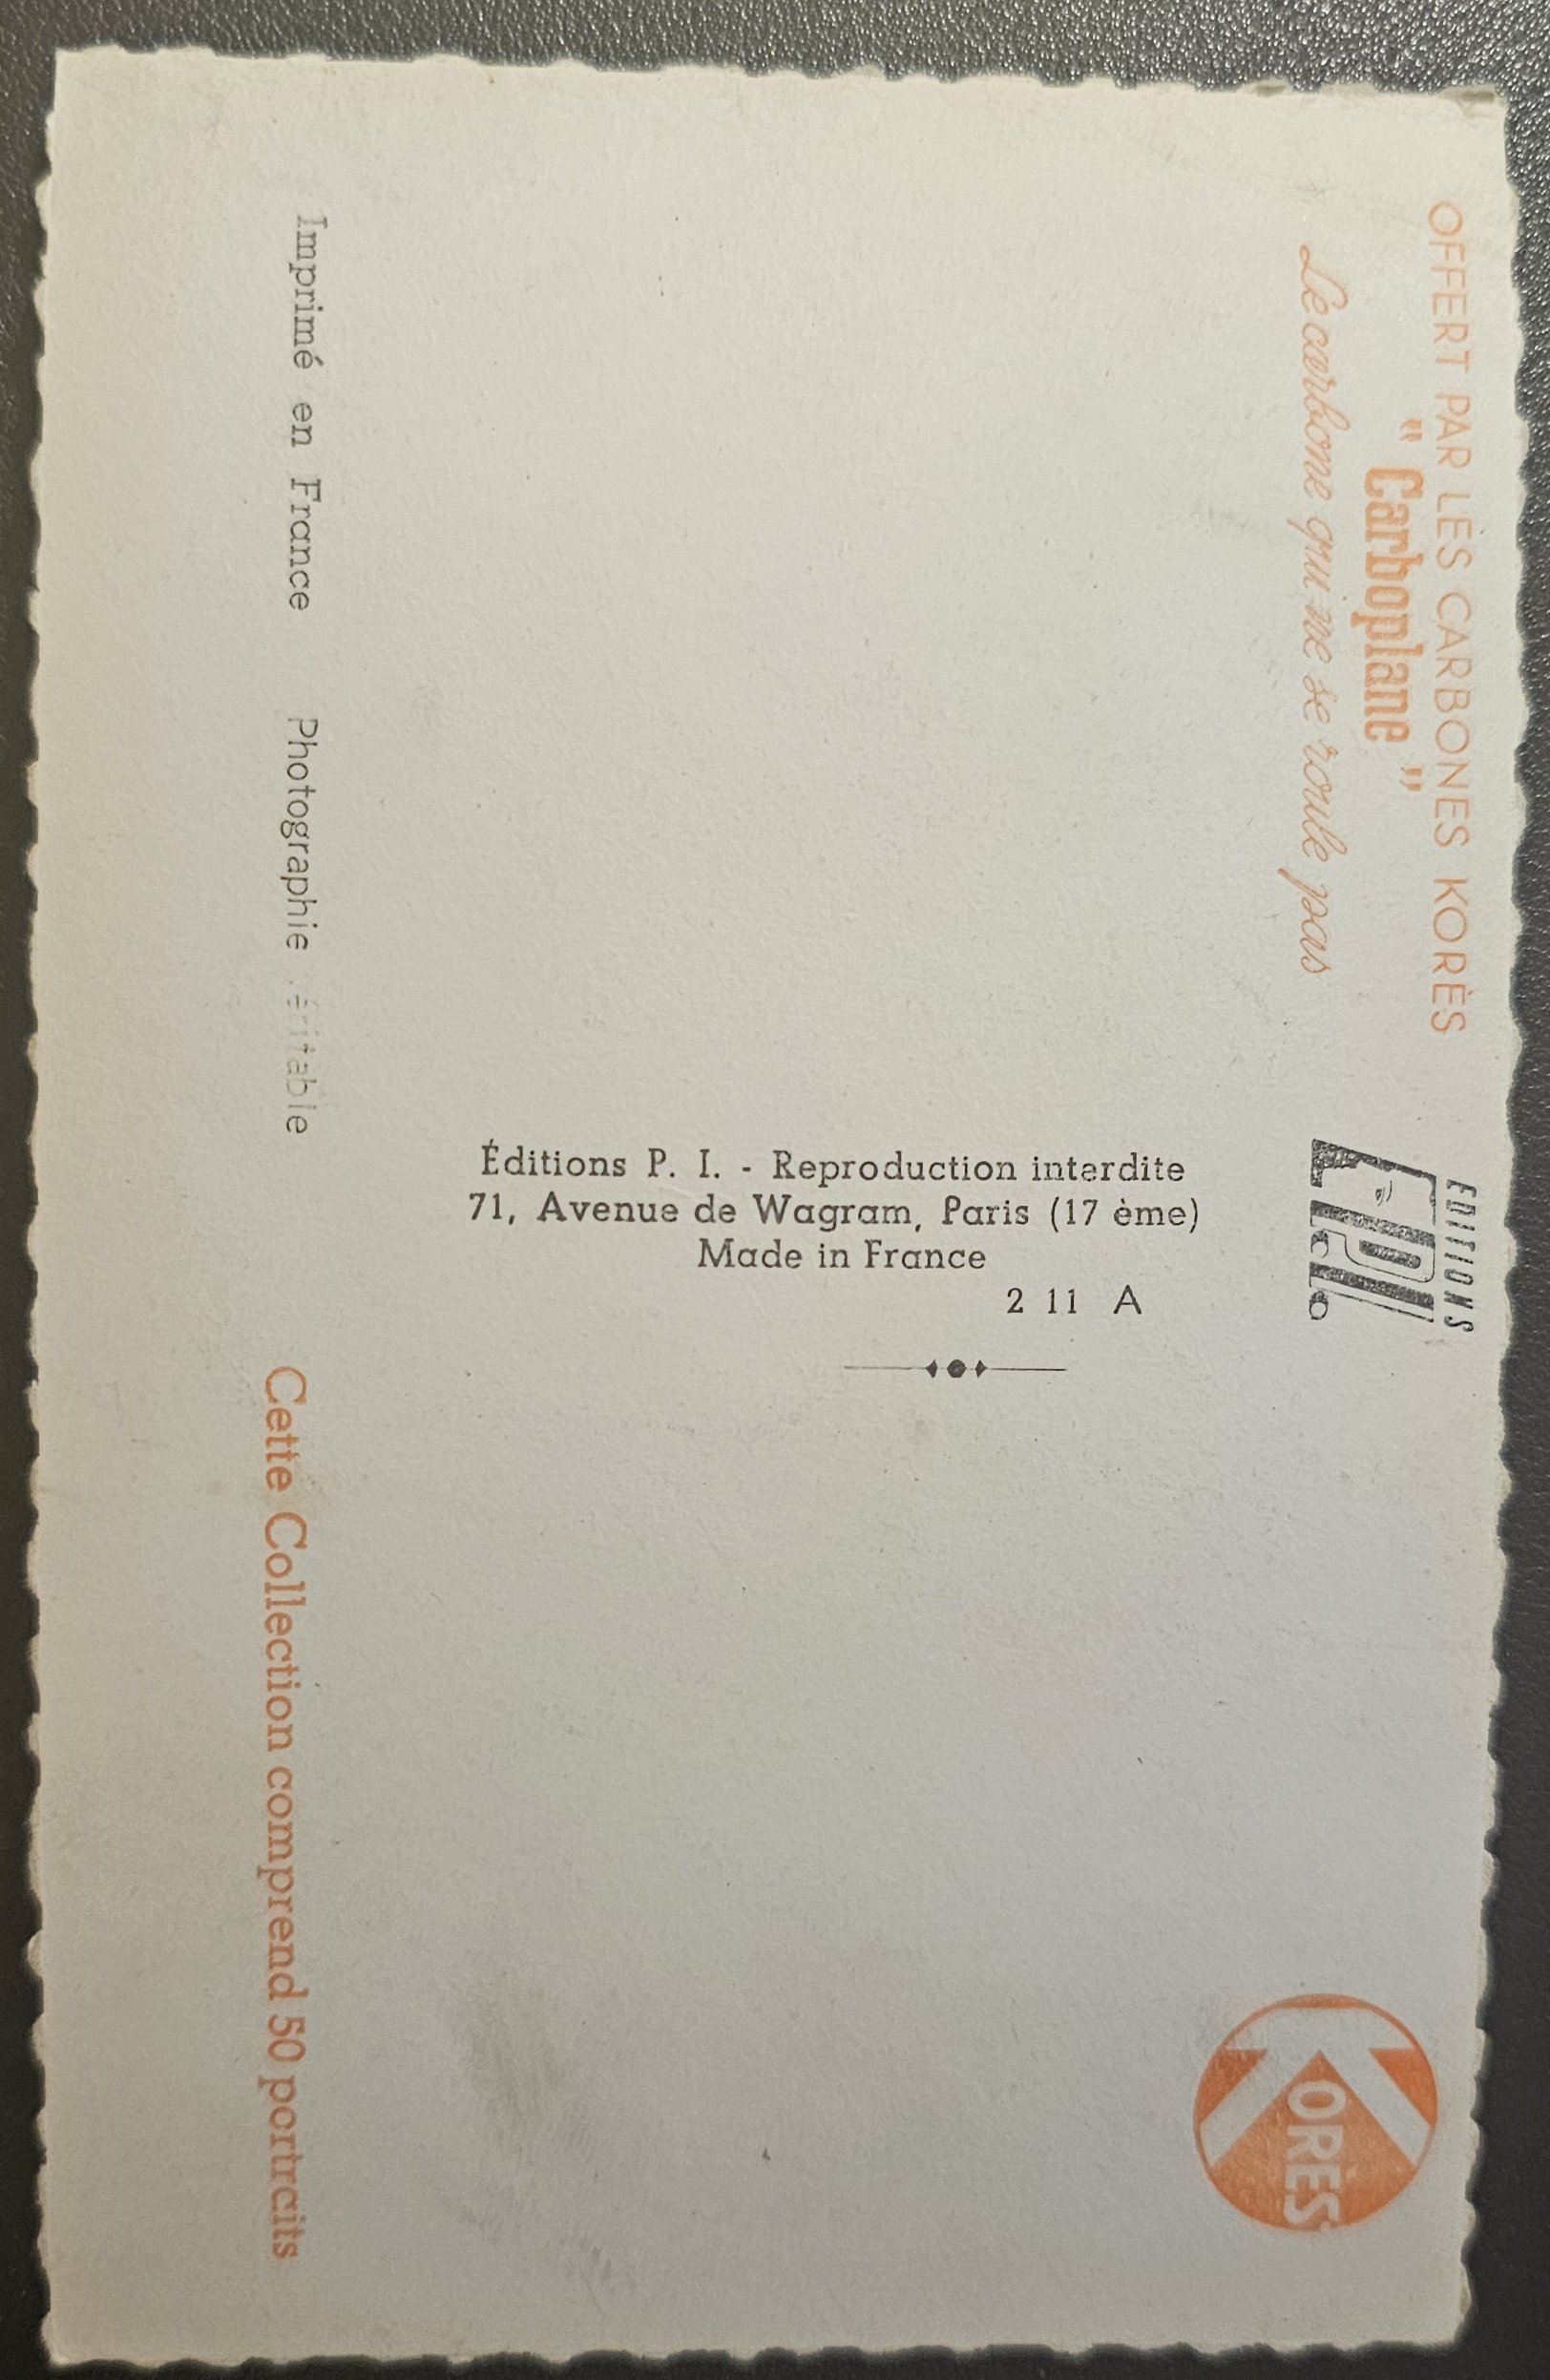 OFFERT PAR LES CARBONES KORÈS
" Carboplane "
Le carbone qui ne se roule pas
EDITIONS
P.I.
KORES
Éditions P. I. - Reproduction interdite
71, Avenue de Wagram, Paris (17 ème)
Made in France
2 11 A
Imprimé en France Photographie éritable
Cette Collection comprend 50 portraits